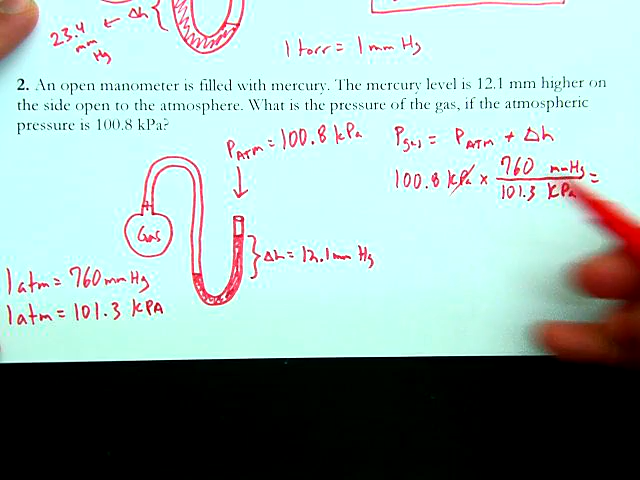 23.4 mm Hg ← Δh {
1 torr = 1 mm Hg
2. An open manometer is filled with mercury. The mercury level is 12.1 mm higher on
the side open to the atmosphere. What is the pressure of the gas, if the atmospheric
pressure is 100.8 kPa?
PATM = 100.8 kPa
Pgas = PATM + Δh
100.8 kPa × 760 mmHg / 101.3 KPa =
Gas
Δh = 12.1mm Hg
1 atm = 760 mm Hg
1 atm = 101.3 KPA